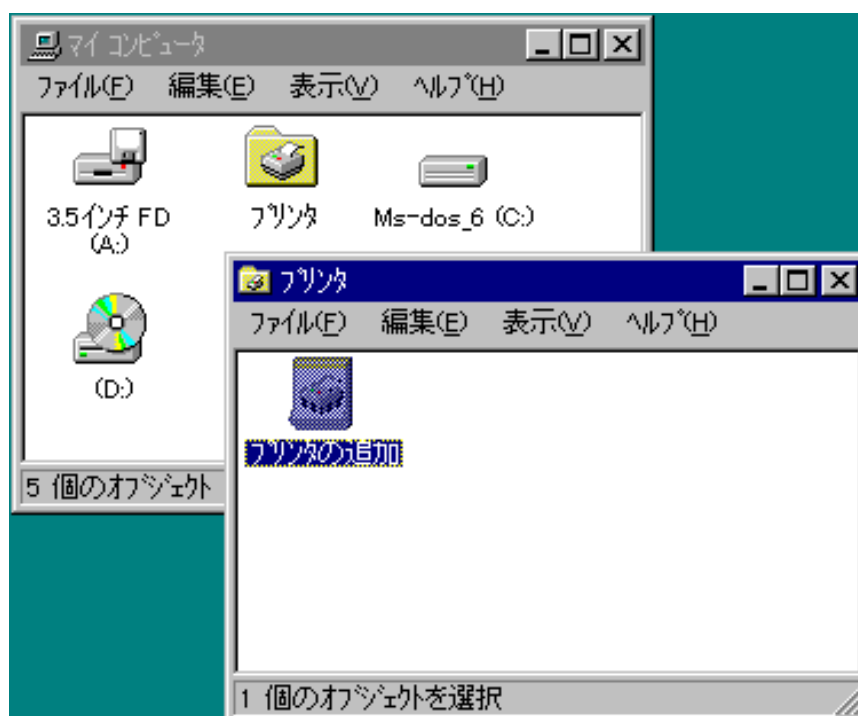 マイ コンピュータ
ファイル(F) 編集(E) 表示(V) ヘルプ(H)
3.5インチ FD
(A:)
プリンタ
Ms-dos_6 (C:)
(D:)
5 個のオブジェクト
プリンタ
ファイル(F) 編集(E) 表示(V) ヘルプ(H)
プリンタの追加
1 個のオブジェクトを選択